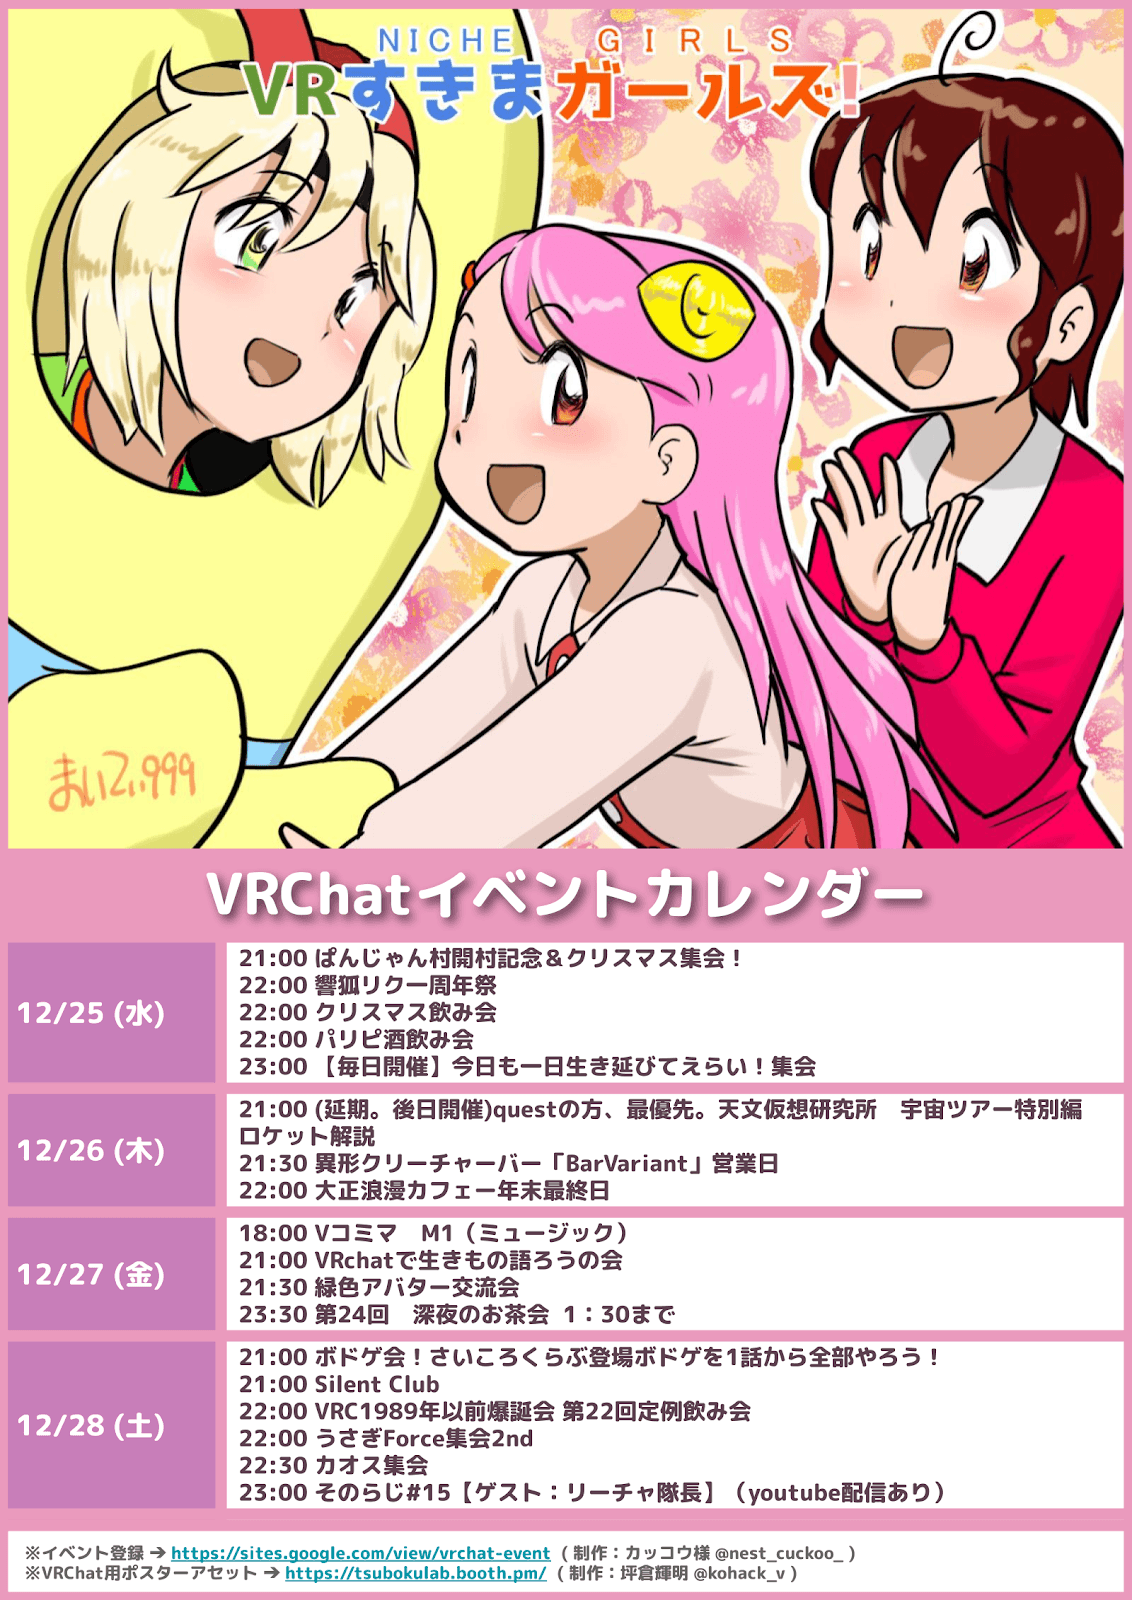 NICHE GIRLS
VRすきまガールズ!
まいてぃ999
VRChatイベントカレンダー
12/25 (水)
21:00 ぱんじゃん村開村記念＆クリスマス集会！
22:00 響狐リク一周年祭
22:00 クリスマス飲み会
22:00 パリピ酒飲み会
23:00 【毎日開催】今日も一日生き延びてえらい！集会
12/26 (木)
21:00 (延期。後日開催)questの方、最優先。天文仮想研究所　宇宙ツアー特別編
ロケット解説
21:30 異形クリーチャーバー「BarVariant」営業日
22:00 大正浪漫カフェー年末最終日
12/27 (金)
18:00 Vコミマ　M1（ミュージック）
21:00 VRchatで生きもの語ろうの会
21:30 緑色アバター交流会
23:30 第24回　深夜のお茶会 1：30まで
12/28 (土)
21:00 ボドゲ会！さいころくらぶ登場ボドゲを1話から全部やろう！
21:00 Silent Club
22:00 VRC1989年以前爆誕会 第22回定例飲み会
22:00 うさぎForce集会2nd
22:30 カオス集会
23:00 そのらじ#15【ゲスト：リーチャ隊長】（youtube配信あり）
※イベント登録 → https://sites.google.com/view/vrchat-event ( 制作：カッコウ様 @nest_cuckoo_ )
※VRChat用ポスターアセット → https://tsubokulab.booth.pm/ ( 制作：坪倉輝明 @kohack_v )